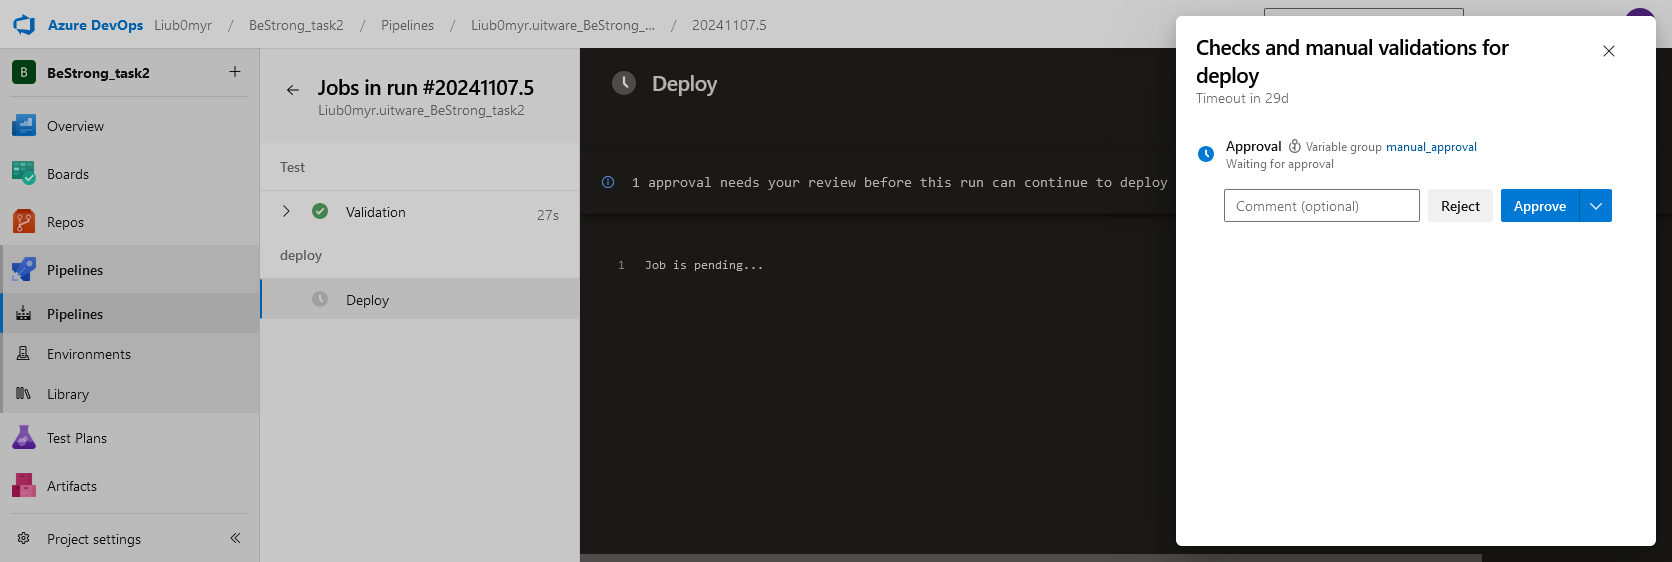 Azure DevOps Liub0myr / BeStrong_task2 / Pipelines / Liub0myr.uitware_BeStrong_... / 20241107.5
B BeStrong_task2
Overview
Boards
Repos
Pipelines
Pipelines
Environments
Library
Test Plans
Artifacts
Project settings
Jobs in run #20241107.5
Liub0myr.uitware_BeStrong_task2
Test
Validation 27s
deploy
Deploy
Deploy
1 approval needs your review before this run can continue to deploy
1 Job is pending...
Checks and manual validations for
deploy
Timeout in 29d
Approval Variable group manual_approval
Waiting for approval
Comment (optional) Reject Approve